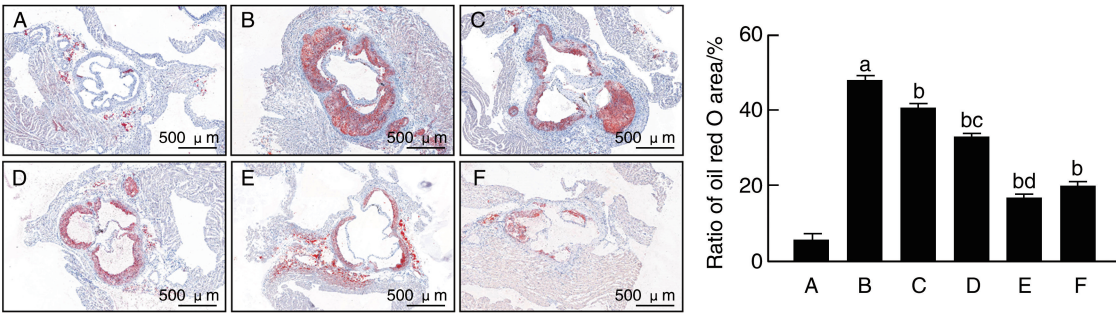 A
500 μm
B
500 μm
C
500 μm
D
500 μm
E
500 μm
F
500 μm
Ratio of oil red O area/%
60
40
20
0
a
b
bc
bd
b
A B C D E F